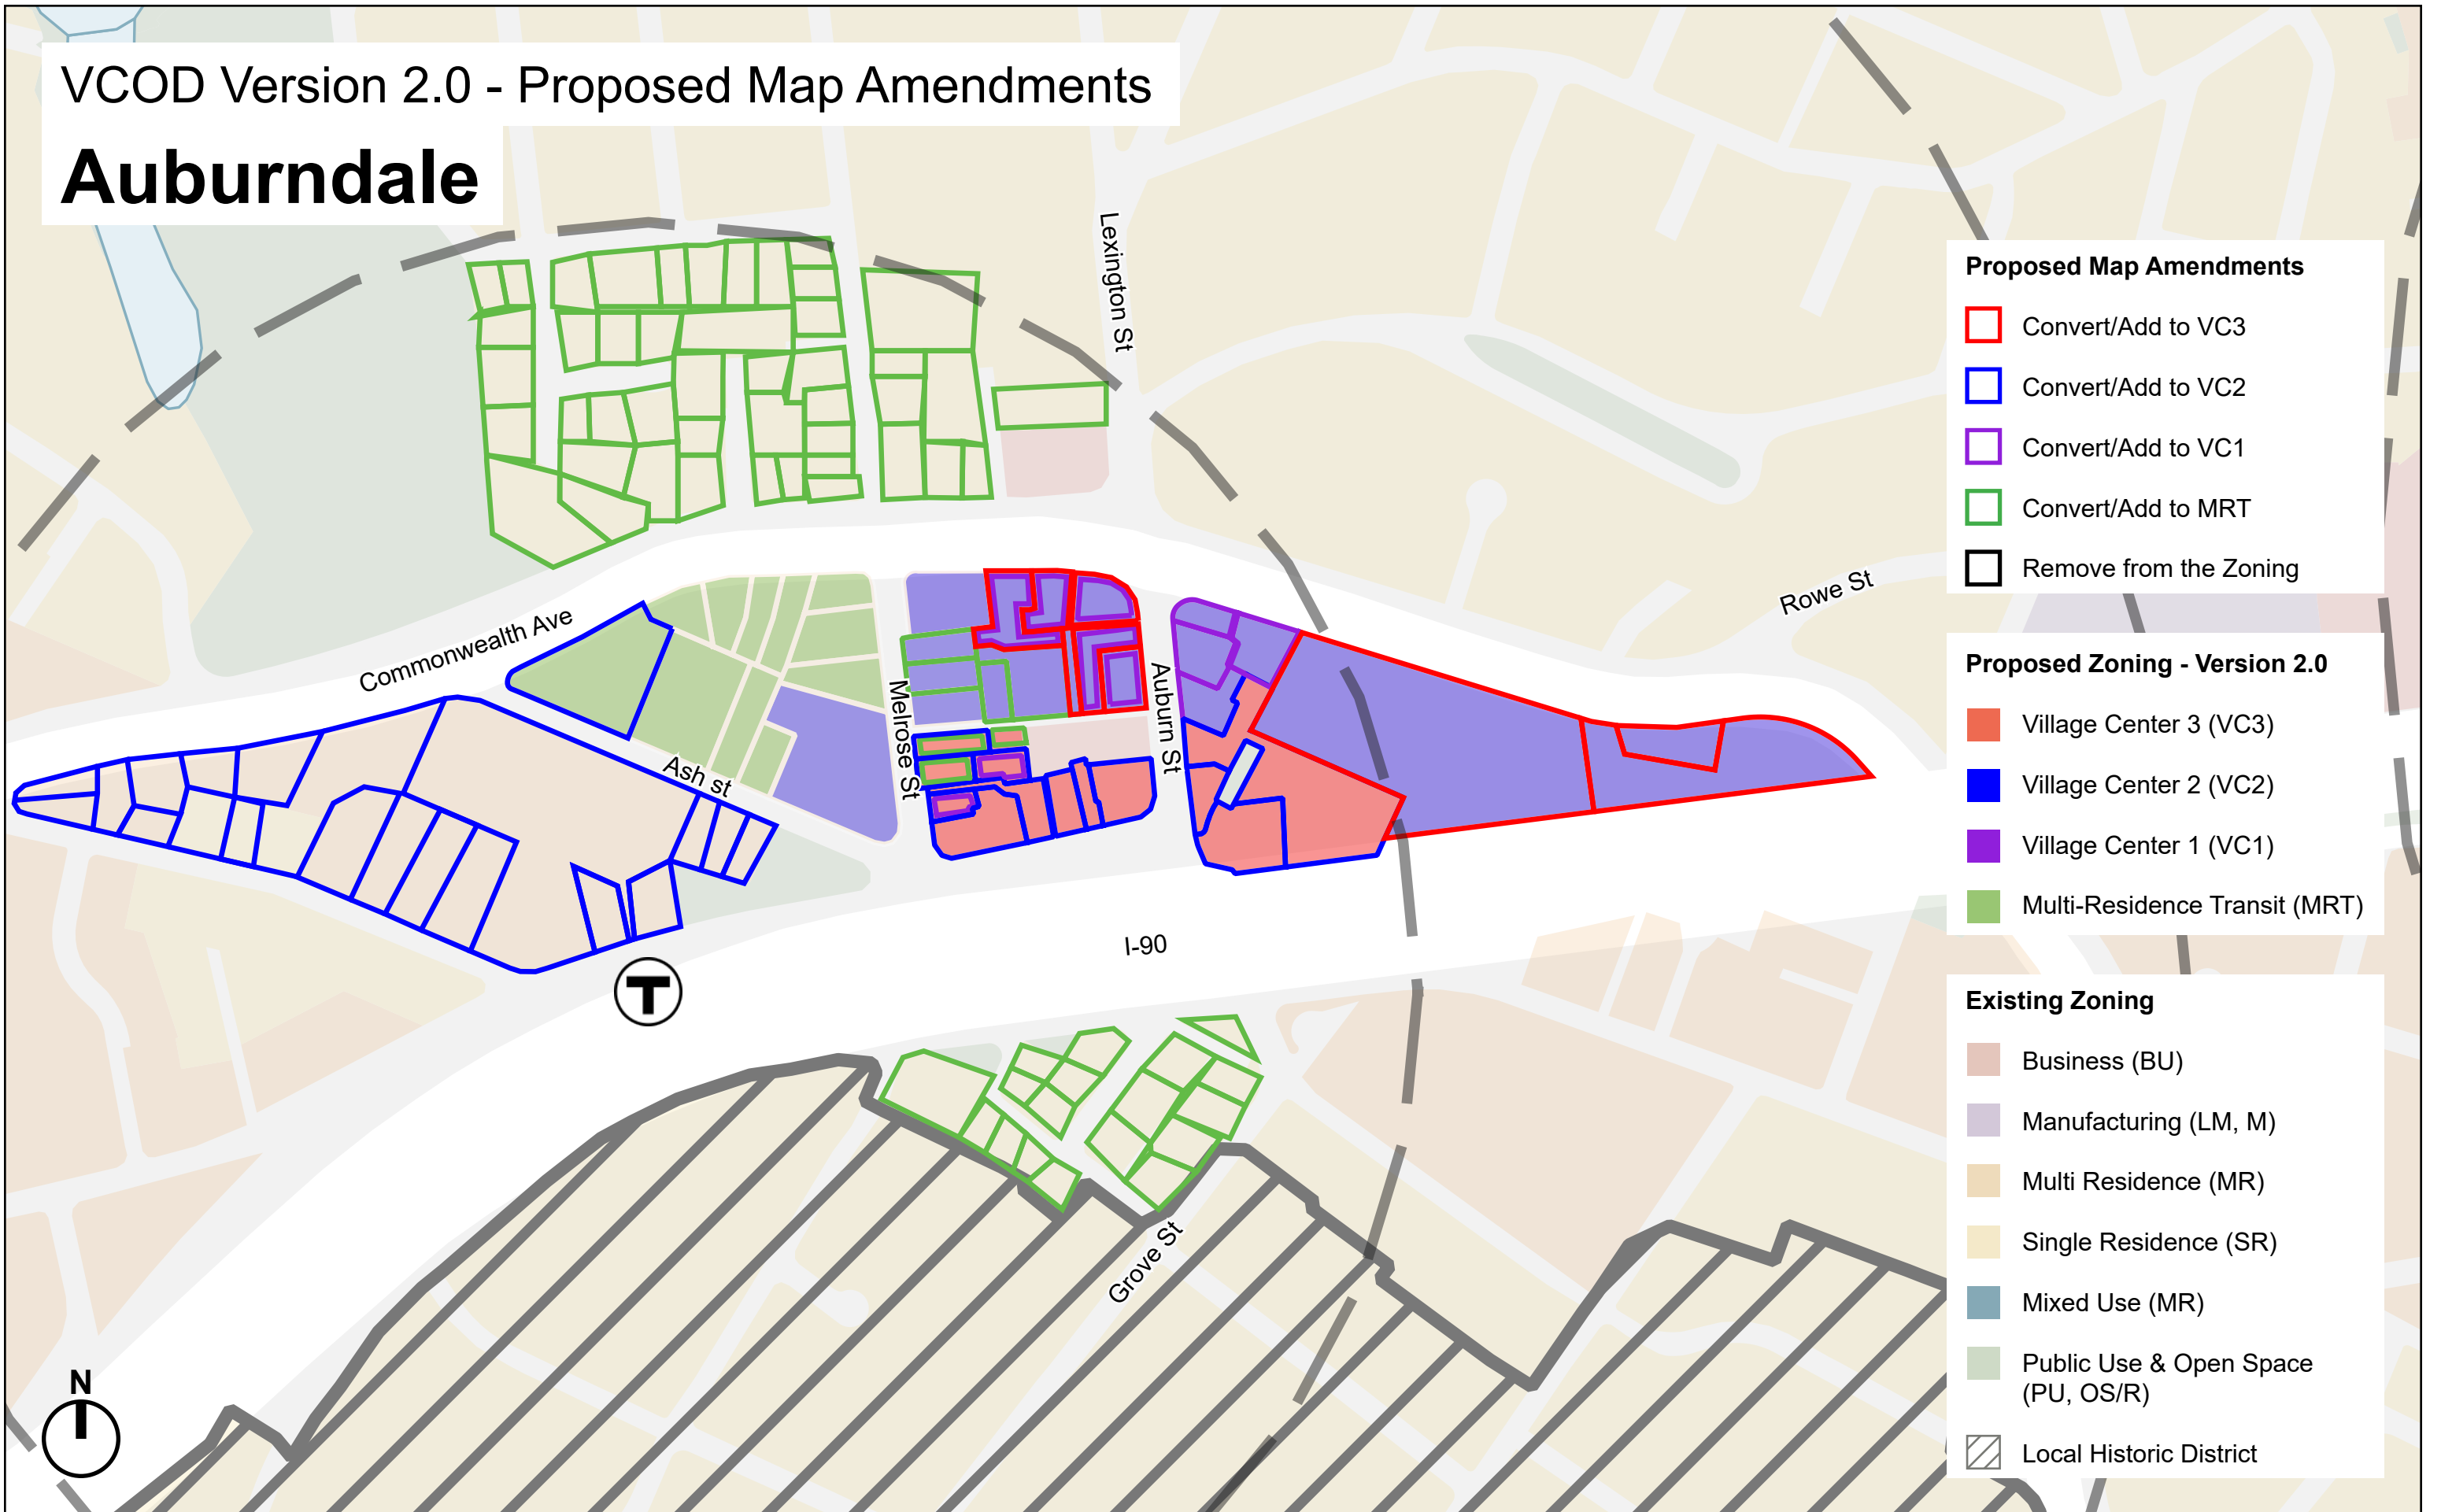 VCOD Version 2.0 - Proposed Map Amendments
Auburndale
Lexington St
Commonwealth Ave
Ash st
Melrose St
Auburn St
Rowe St
I-90
T
Grove St
N
Proposed Map Amendments
Convert/Add to VC3
Convert/Add to VC2
Convert/Add to VC1
Convert/Add to MRT
Remove from the Zoning
Proposed Zoning - Version 2.0
Village Center 3 (VC3)
Village Center 2 (VC2)
Village Center 1 (VC1)
Multi-Residence Transit (MRT)
Existing Zoning
Business (BU)
Manufacturing (LM, M)
Multi Residence (MR)
Single Residence (SR)
Mixed Use (MR)
Public Use & Open Space
(PU, OS/R)
Local Historic District